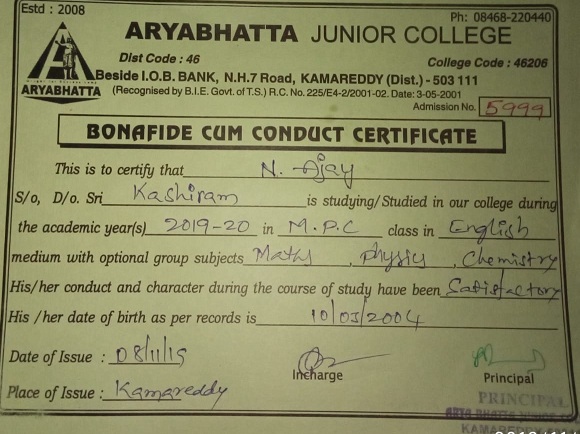 Estd : 2008
Ph: 08468-220440
ARYABHATTA JUNIOR COLLEGE
Dist Code : 46
College Code : 46206
Beside I.O.B. BANK, N.H.7 Road, KAMAREDDY (Dist.) - 503 111
ARYABHATTA
(Recognised by B.I.E. Govt. of T.S.) R.C. No. 225/E4-2/2001-02. Date: 3-05-2001
Admission No. 5999
BONAFIDE CUM CONDUCT CERTIFICATE
This is to certify that N. Ajay
S/o, D/o. Sri Kashiram is studying/Studied in our college during
the academic year(s) 2019-20 in M.P.C class in English
medium with optional group subjects Maths, Physics, Chemistry
His/her conduct and character during the course of study have been Satisfactory
His /her date of birth as per records is 10/05/2004
Date of Issue :
Incharge
Principal
Place of Issue : Kamareddy
PRINCIPAL